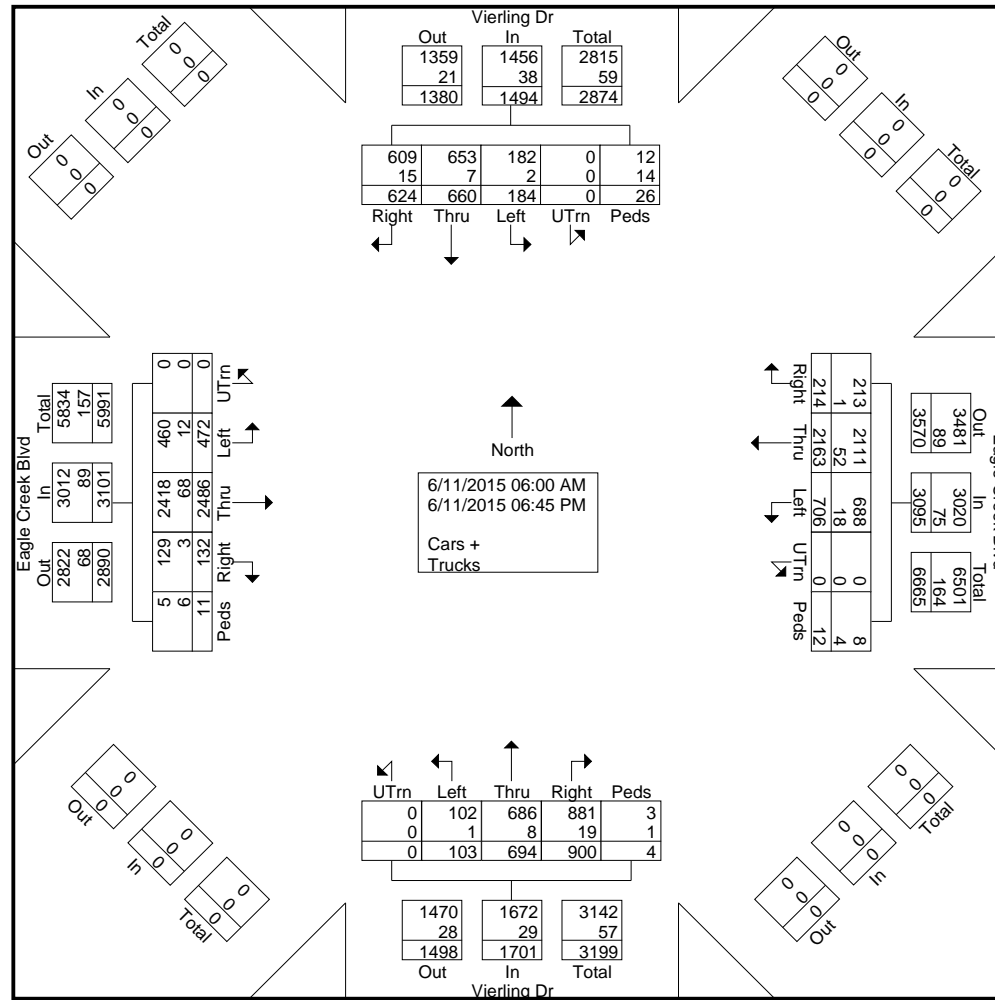 Vierling Dr
Out In Total
1359 1456 2815
21 38 59
1380 1494 2874
609 653 182 0 12
15 7 2 0 14
624 660 184 0 26
Right Thru Left UTrn Peds
Total
0
0
0
In
0
0
0
Out
0
0
0
Out
0
0
0
In
0
0
0
Total
0
0
0
Eagle Creek Blvd
Total
5834
157
5991
In
3012
89
3101
Out
2822
68
2890
0
0
0
UTrn
460
12
472
Left
2418
68
2486
Thru
129
3
132
Right
5
6
11
Peds
North
6/11/2015 06:00 AM
6/11/2015 06:45 PM
Cars +
Trucks
Right
213
1
214
Thru
2111
52
2163
Left
688
18
706
UTrn
0
0
0
Peds
8
4
12
Out
3481
89
3570
In
3020
75
3095
Total
6501
164
6665
UTrn Left Thru Right Peds
0 102 686 881 3
0 1 8 19 1
0 103 694 900 4
1470 1672 3142
28 29 57
1498 1701 3199
Out In Total
Vierling Dr
0
0
0
Out
0
0
0
In
0
0
0
Total
0
0
0
Total
0
0
0
In
0
0
0
Out